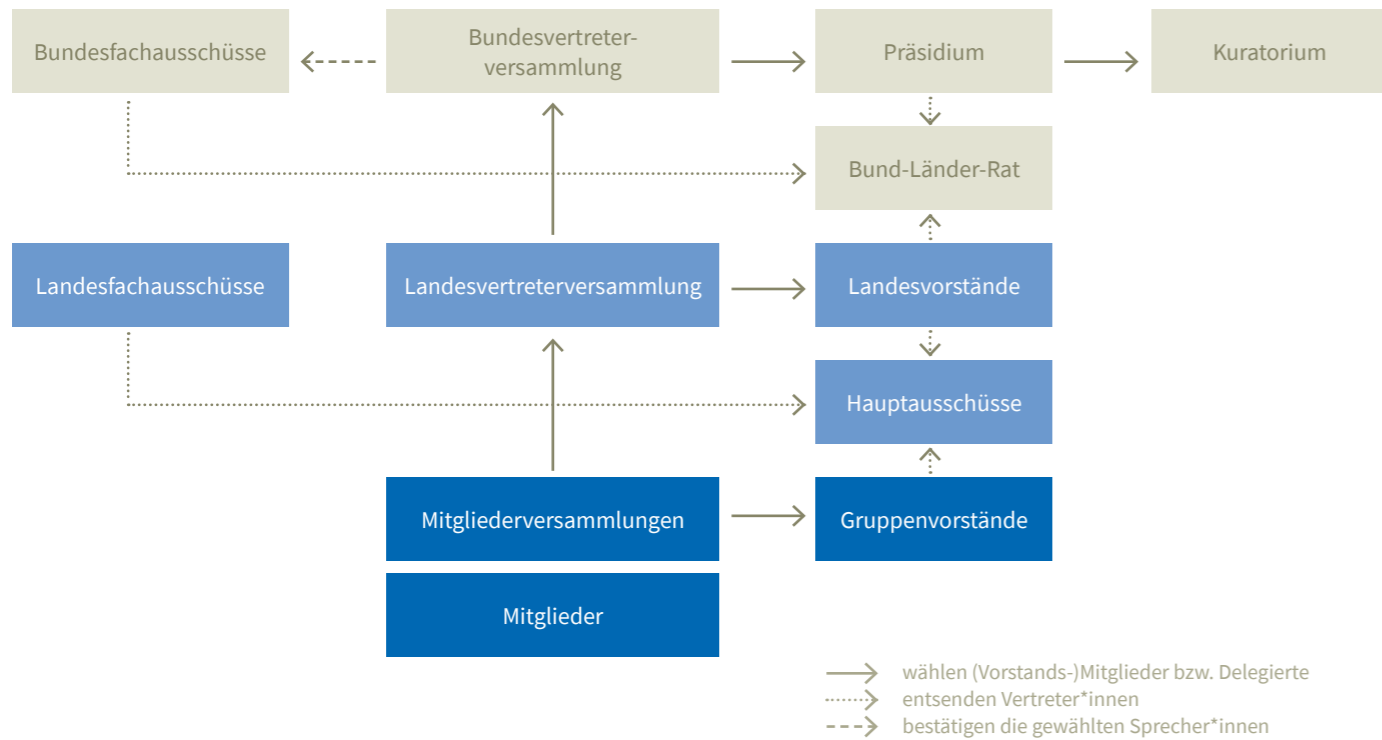 Bundesfachausschüsse
Bundesvertreter-
versammlung
Präsidium
Kuratorium
Bund-Länder-Rat
Landesfachausschüsse
Landesvertreterversammlung
Landesvorstände
Hauptausschüsse
Mitgliederversammlungen
Gruppenvorstände
Mitglieder
wählen (Vorstands-)Mitglieder bzw. Delegierte
entsenden Vertreter*innen
bestätigen die gewählten Sprecher*innen